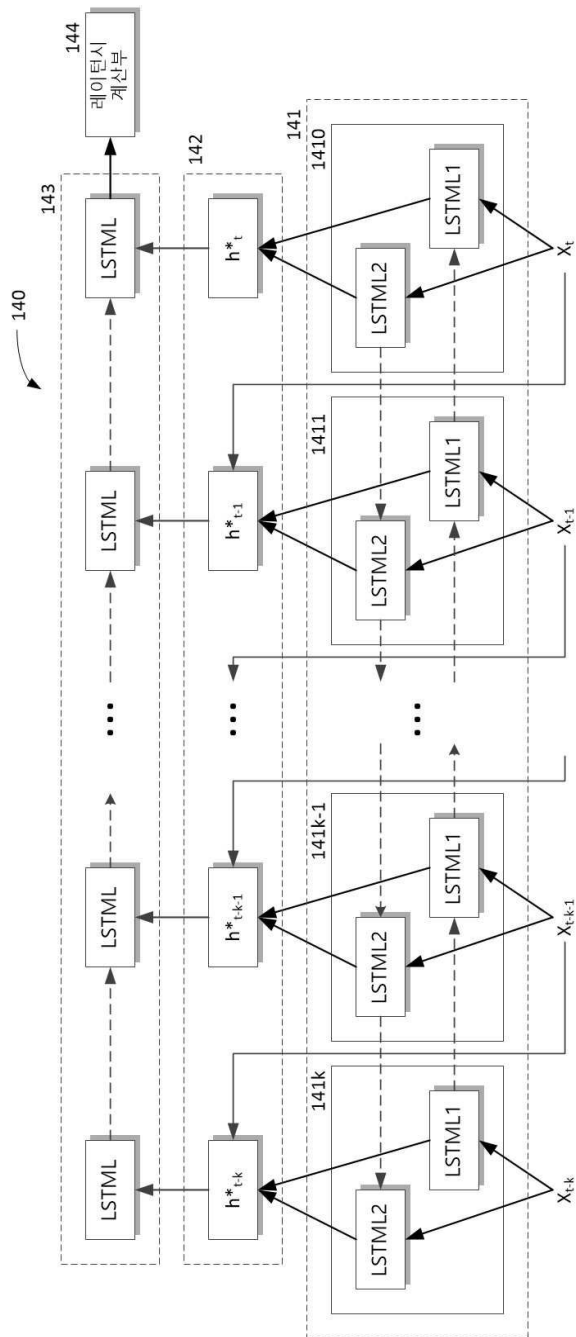 140
143
LSTML
LSTML
...
LSTML
LSTML
144
레이턴시
계산부
142
h*t-k
h*t-k-1
...
h*t-1
h*t
141
141k
LSTML2
LSTML1
141k-1
LSTML2
LSTML1
...
1411
LSTML2
LSTML1
1410
LSTML2
LSTML1
Xt-k
Xt-k-1
Xt-1
Xt